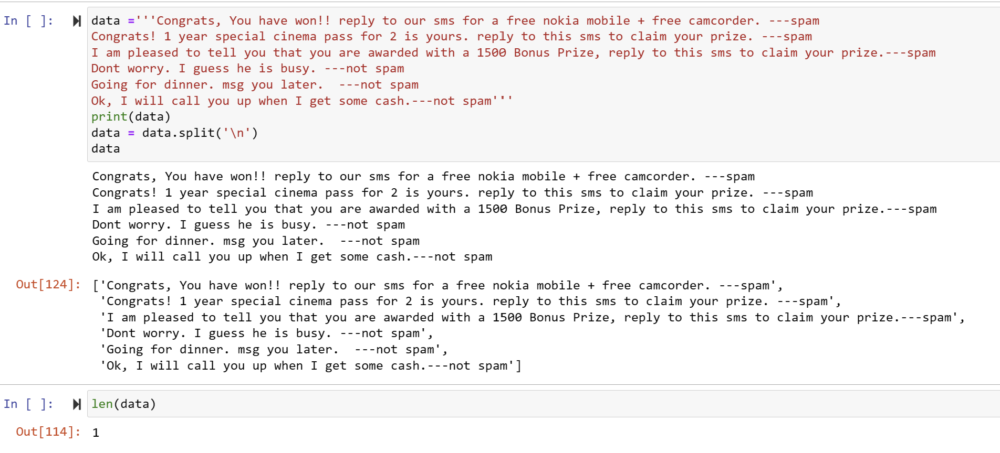 In [ ]: data ='''Congrats, You have won!! reply to our sms for a free nokia mobile + free camcorder. ---spam
Congrats! 1 year special cinema pass for 2 is yours. reply to this sms to claim your prize. ---spam
I am pleased to tell you that you are awarded with a 1500 Bonus Prize, reply to this sms to claim your prize.---spam
Dont worry. I guess he is busy. ---not spam
Going for dinner. msg you later.  ---not spam
Ok, I will call you up when I get some cash.---not spam'''
print(data)
data = data.split('\n')
data
Congrats, You have won!! reply to our sms for a free nokia mobile + free camcorder. ---spam
Congrats! 1 year special cinema pass for 2 is yours. reply to this sms to claim your prize. ---spam
I am pleased to tell you that you are awarded with a 1500 Bonus Prize, reply to this sms to claim your prize.---spam
Dont worry. I guess he is busy. ---not spam
Going for dinner. msg you later.  ---not spam
Ok, I will call you up when I get some cash.---not spam
Out[124]: ['Congrats, You have won!! reply to our sms for a free nokia mobile + free camcorder. ---spam',
'Congrats! 1 year special cinema pass for 2 is yours. reply to this sms to claim your prize. ---spam',
'I am pleased to tell you that you are awarded with a 1500 Bonus Prize, reply to this sms to claim your prize.---spam',
'Dont worry. I guess he is busy. ---not spam',
'Going for dinner. msg you later.  ---not spam',
'Ok, I will call you up when I get some cash.---not spam']
In [ ]: len(data)
Out[114]: 1